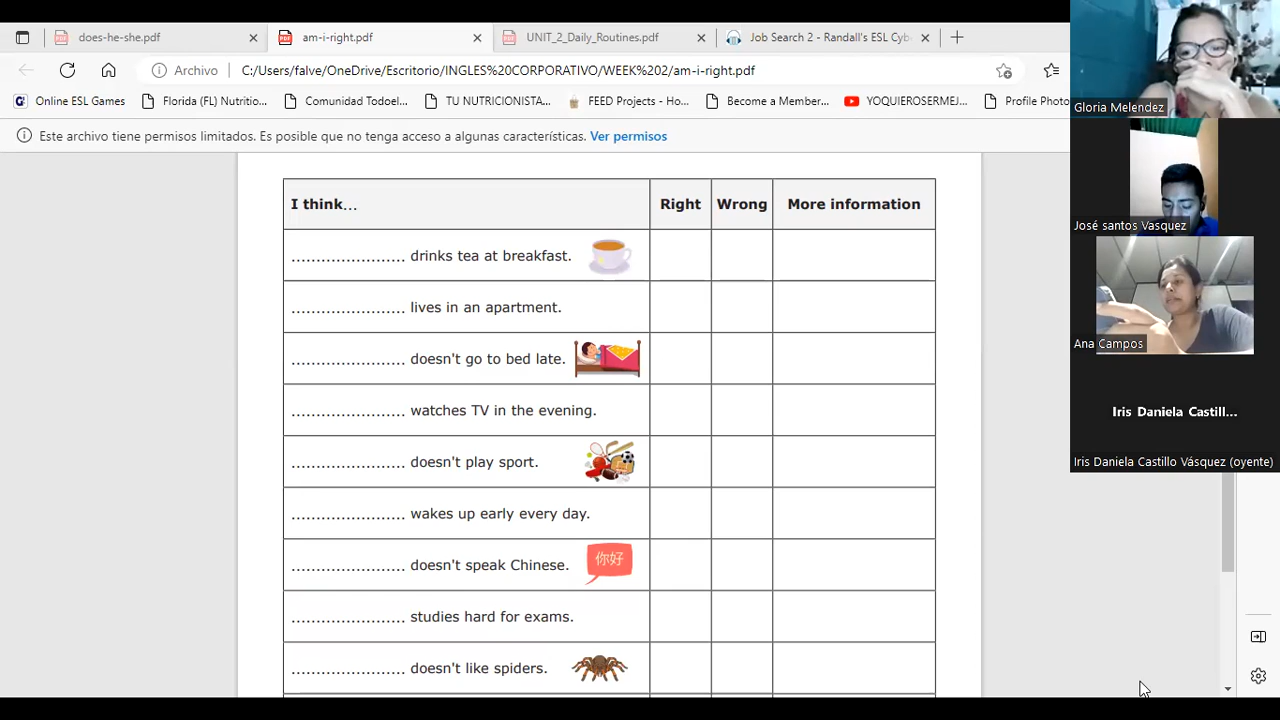 does-he-she.pdf
am-i-right.pdf
UNIT_2_Daily_Routines.pdf
Job Search 2 - Randall's ESL Cyb
Archivo
C:/Users/falve/OneDrive/Escritorio/INGLES%20CORPORATIVO/WEEK%202/am-i-right.pdf
Online ESL Games
Florida (FL) Nutritio...
Comunidad Todoel...
TU NUTRICIONISTA...
FEED Projects - Ho...
Become a Member...
YOQUIEROSERMEJ...
Profile Photo
Este archivo tiene permisos limitados. Es posible que no tenga acceso a algunas características. Ver permisos
I think... Right Wrong More information
....................... drinks tea at breakfast.
....................... lives in an apartment.
....................... doesn't go to bed late.
....................... watches TV in the evening.
....................... doesn't play sport.
....................... wakes up early every day.
....................... doesn't speak Chinese.
你好
....................... studies hard for exams.
....................... doesn't like spiders.
Gloria Melendez
José santos Vasquez
Ana Campos
Iris Daniela Castill...
Iris Daniela Castillo Vásquez (oyente)